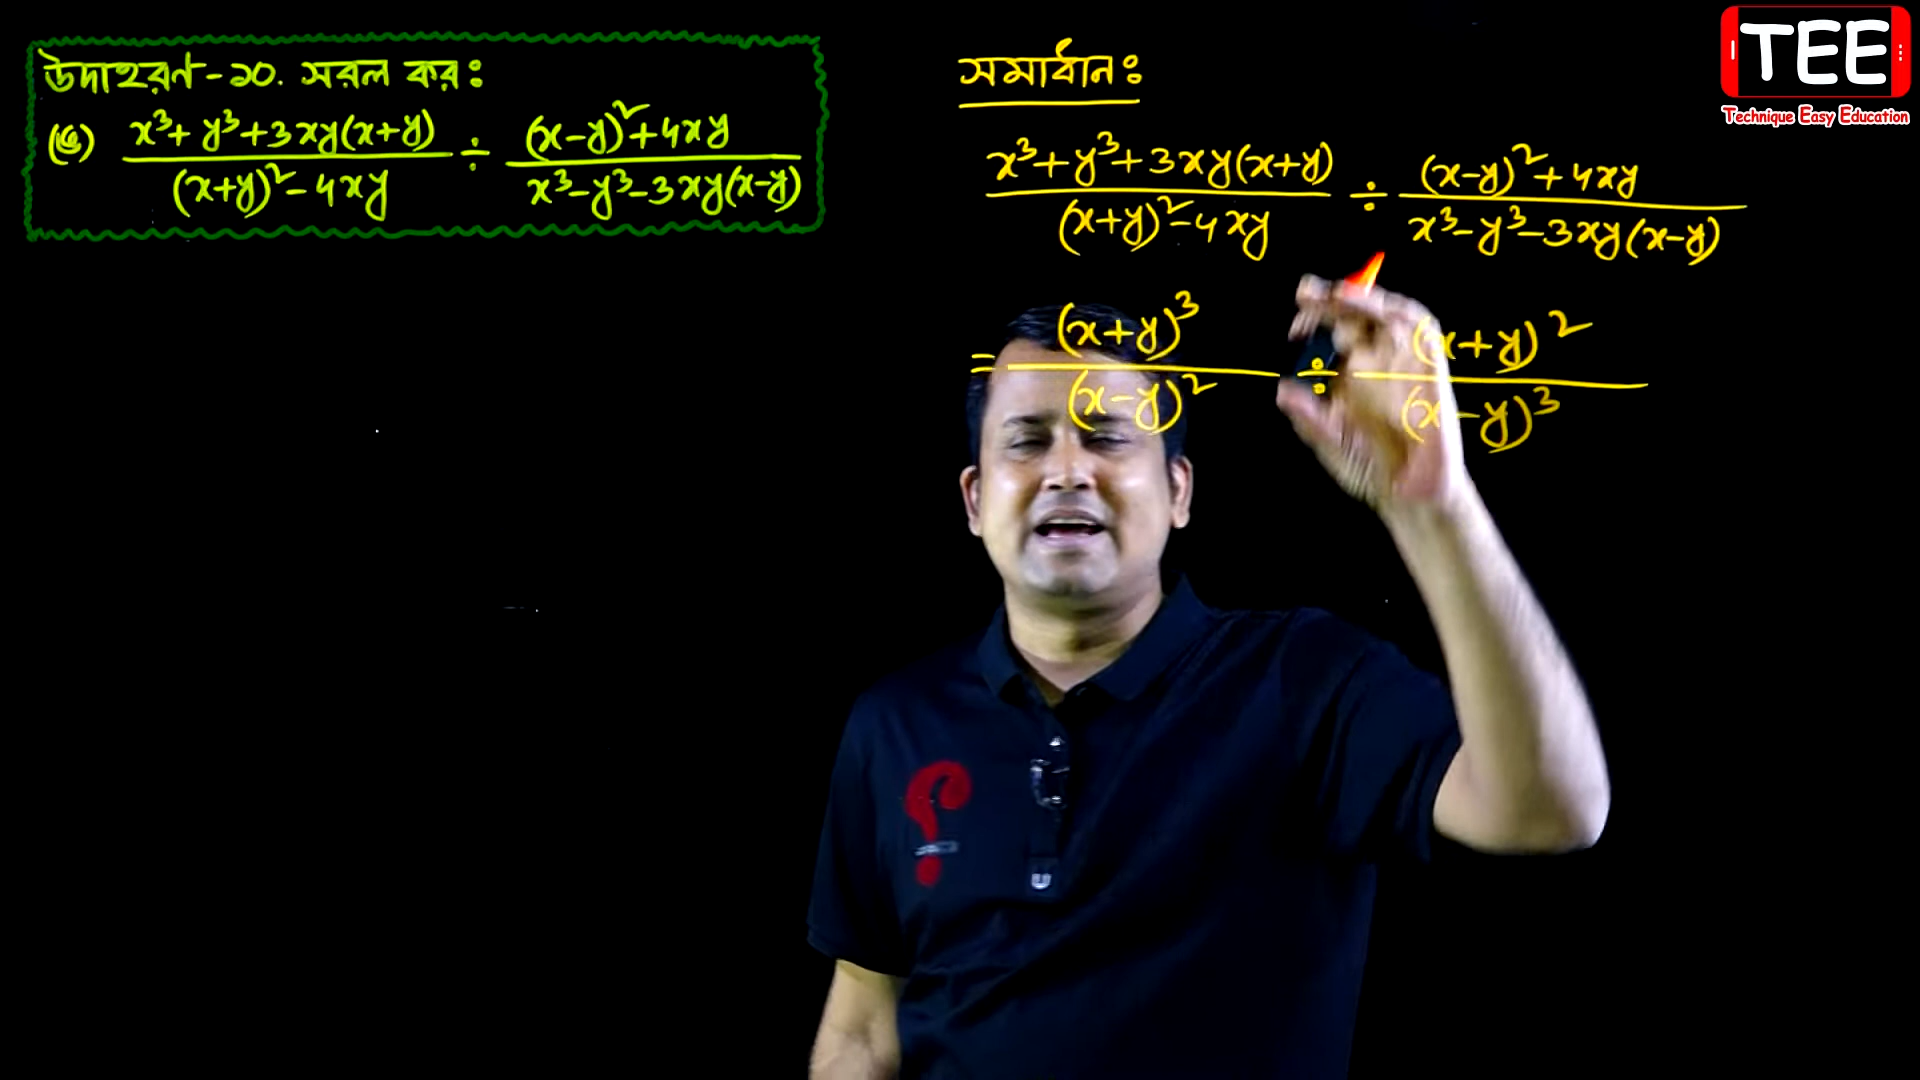 উদাহরণ-১০. সরল কর:
(ঙ) x³+y³+3xy(x+y) / (x+y)²-4xy ÷ (x-y)²+4xy / x³-y³-3xy(x-y)
সমাধান:
x³+y³+3xy(x+y) / (x+y)²-4xy ÷ (x-y)²+4xy / x³-y³-3xy(x-y)
= (x+y)³ / (x-y)² ÷ (x+y)² / (x-y)³
TEE
Technique Easy Education